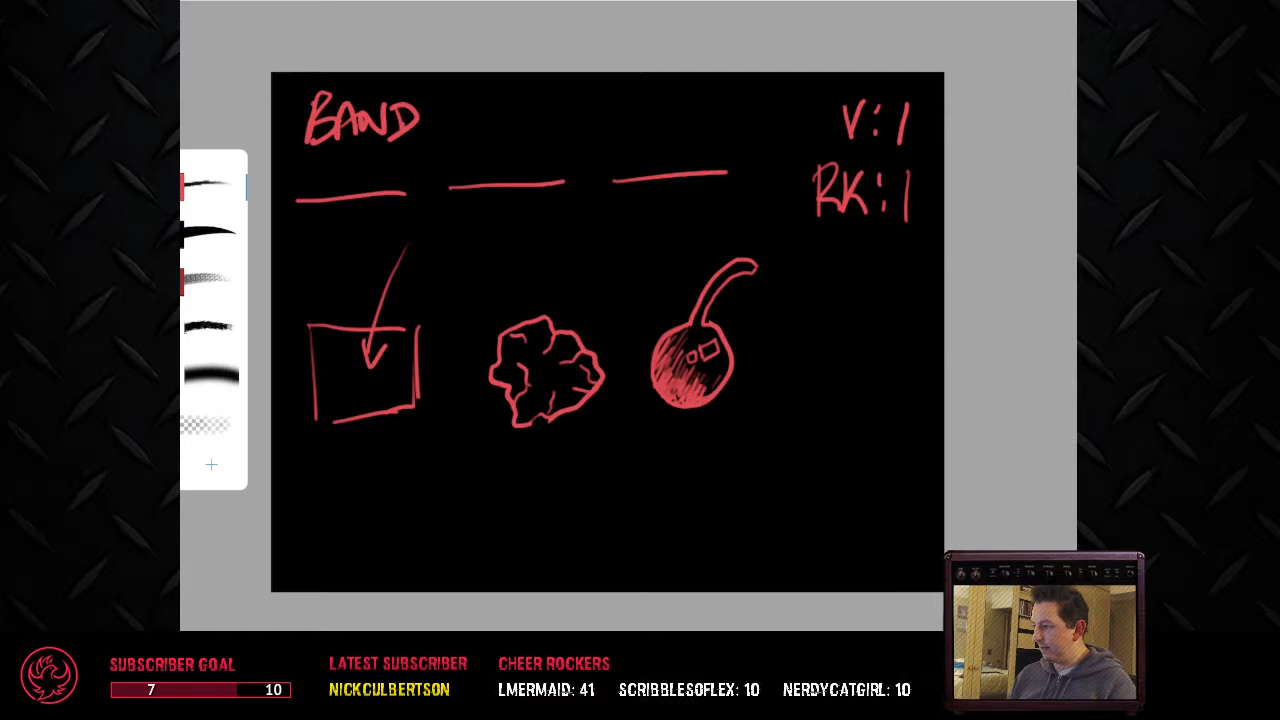 BAND
V:1
RK:1
SUBSCRIBER GOAL
7 10
LATEST SUBSCRIBER
NICKCULBERTSON
CHEER ROCKERS
LMERMAID: 41 SCRIBBLESOFLEX: 10 NERDYCATGIRL: 10